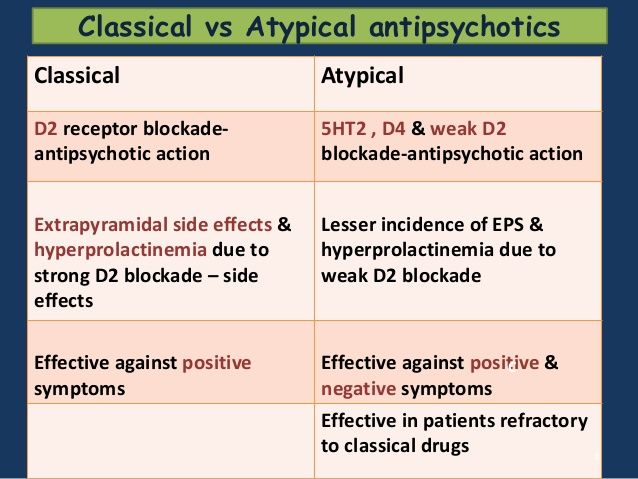 Classical vs Atypical antipsychotics
Classical
Atypical
D2 receptor blockade-
antipsychotic action
5HT2 , D4 & weak D2
blockade-antipsychotic action
Extrapyramidal side effects &
hyperprolactinemia due to
strong D2 blockade – side
effects
Lesser incidence of EPS &
hyperprolactinemia due to
weak D2 blockade
Effective against positive
symptoms
Effective against positive &
negative symptoms
Effective in patients refractory
to classical drugs